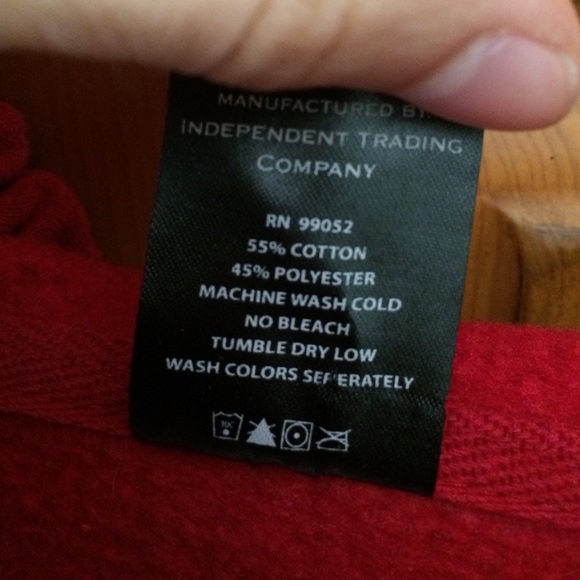 MANUFACTURED BY:
INDEPENDENT TRADING
COMPANY
RN 99052
55% COTTON
45% POLYESTER
MACHINE WASH COLD
NO BLEACH
TUMBLE DRY LOW
WASH COLORS SEPERATELY